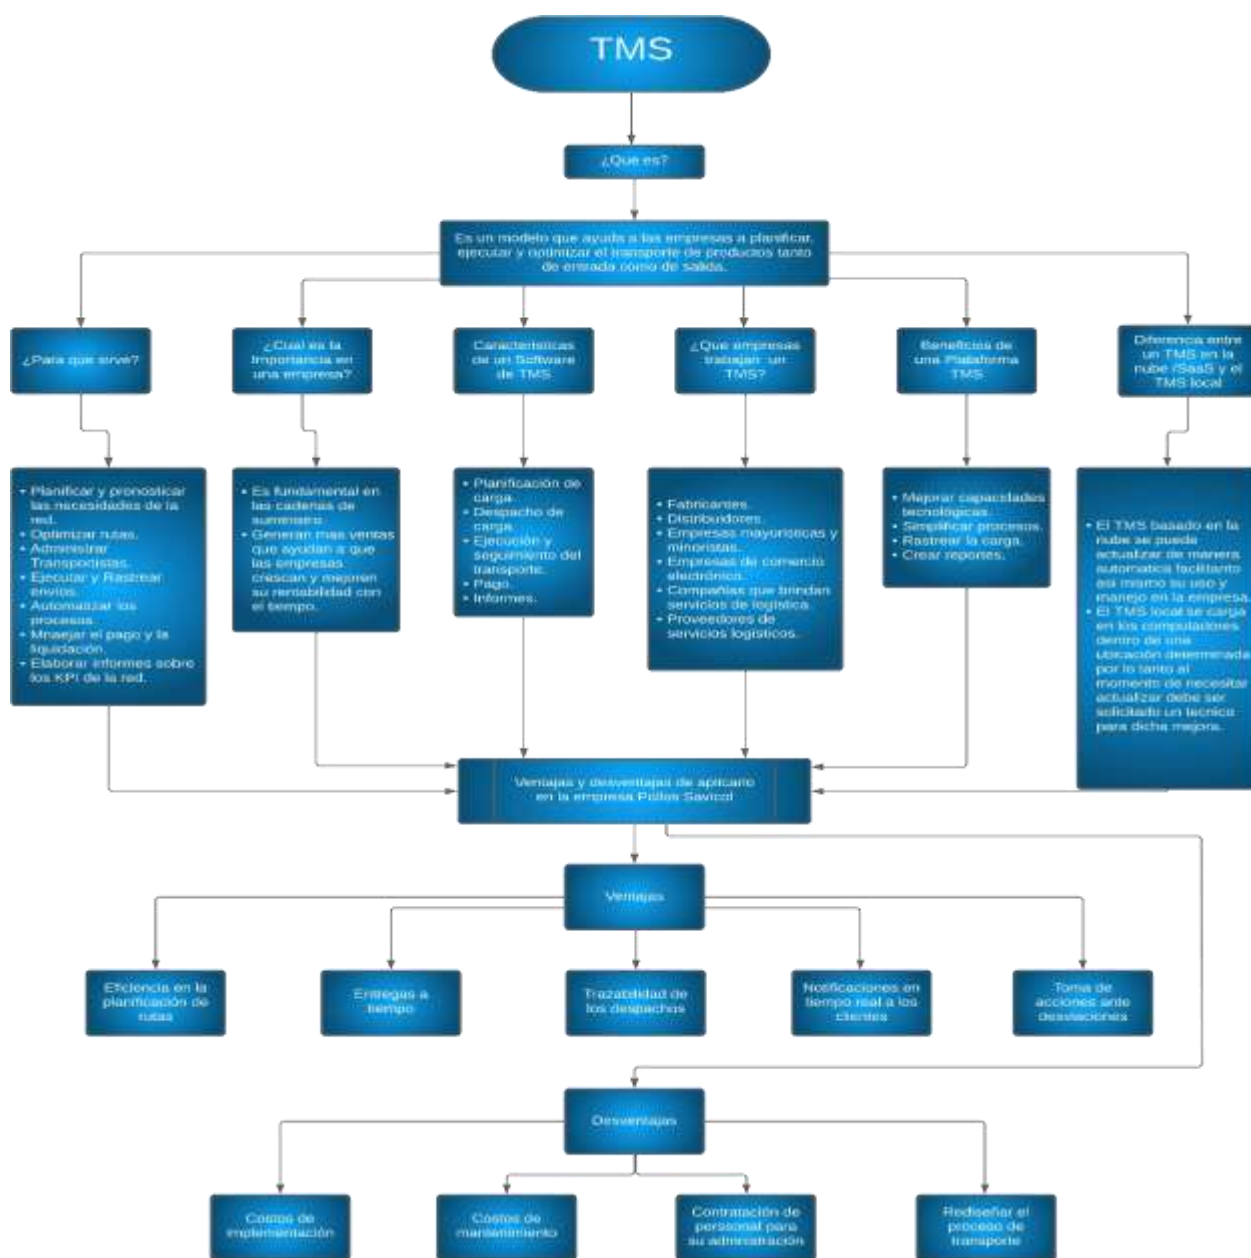 TMS
¿Que es?
Es un modelo que ayuda a las empresas a planificar,
ejecutar y optimizar el transporte de productos tanto
de entrada como de salida.
¿Para que sirve?
¿Cual es la
Importancia en
una empresa?
Características
de un Software
de TMS
¿Que empresas
trabajan un
TMS?
Beneficios de
una Plataforma
TMS
Diferencia entre
un TMS en la
nube /SaaS y el
TMS local
• Planificar y pronosticar
las necesidades de la
red.
• Optimizar rutas.
• Administrar
Transportistas.
• Ejecutar y Rastrear
envíos.
• Automatizar los
procesos.
• Mnaejar el pago y la
liquidación.
• Elaborar informes sobre
los KPI de la red.
• Es fundamental en
las cadenas de
suministro.
• Generan mas ventas
que ayudan a que
las empresas
crescan y mejoren
su rentabilidad con
el tiempo.
• Planificación de
carga.
• Despacho de
carga.
• Ejecución y
seguimiento del
transporte.
• Pago.
• Informes.
• Fabricantes.
• Distribuidores.
• Empresas mayoristicas y
minoristas.
• Empresas de comercio
electrónico.
• Compañías que brindan
servicios de logística.
• Proveedores de
servicios logísticos.
• Mejorar capacidades
tecnológicas.
• Simplificar procesos.
• Rastrear la carga.
• Crear reportes.
• El TMS basado en la
nube se puede
actualizar de manera
automatica facilitanto
asi mismo su uso y
manejo en la empresa.
• El TMS local se carga
en los computadores
dentro de una
ubicación determinada
por lo tanto al
momento de necesitar
actualizar debe ser
solicitado un tecnico
para dicha mejora.
Ventajas y desventajas de aplicarlo
en la empresa Pollos Savicol
Ventajas
Eficiencia en la
planificación de
rutas
Entregas a
tiempo
Trazabilidad de
los despachos
Notificaciones en
tiempo real a los
clientes
Toma de
acciones ante
desviaciones
Desventajas
Costos de
implementación
Costos de
mantenimiento
Contratación de
perssonal para
su administración
Rediseñar el
proceso de
transporte